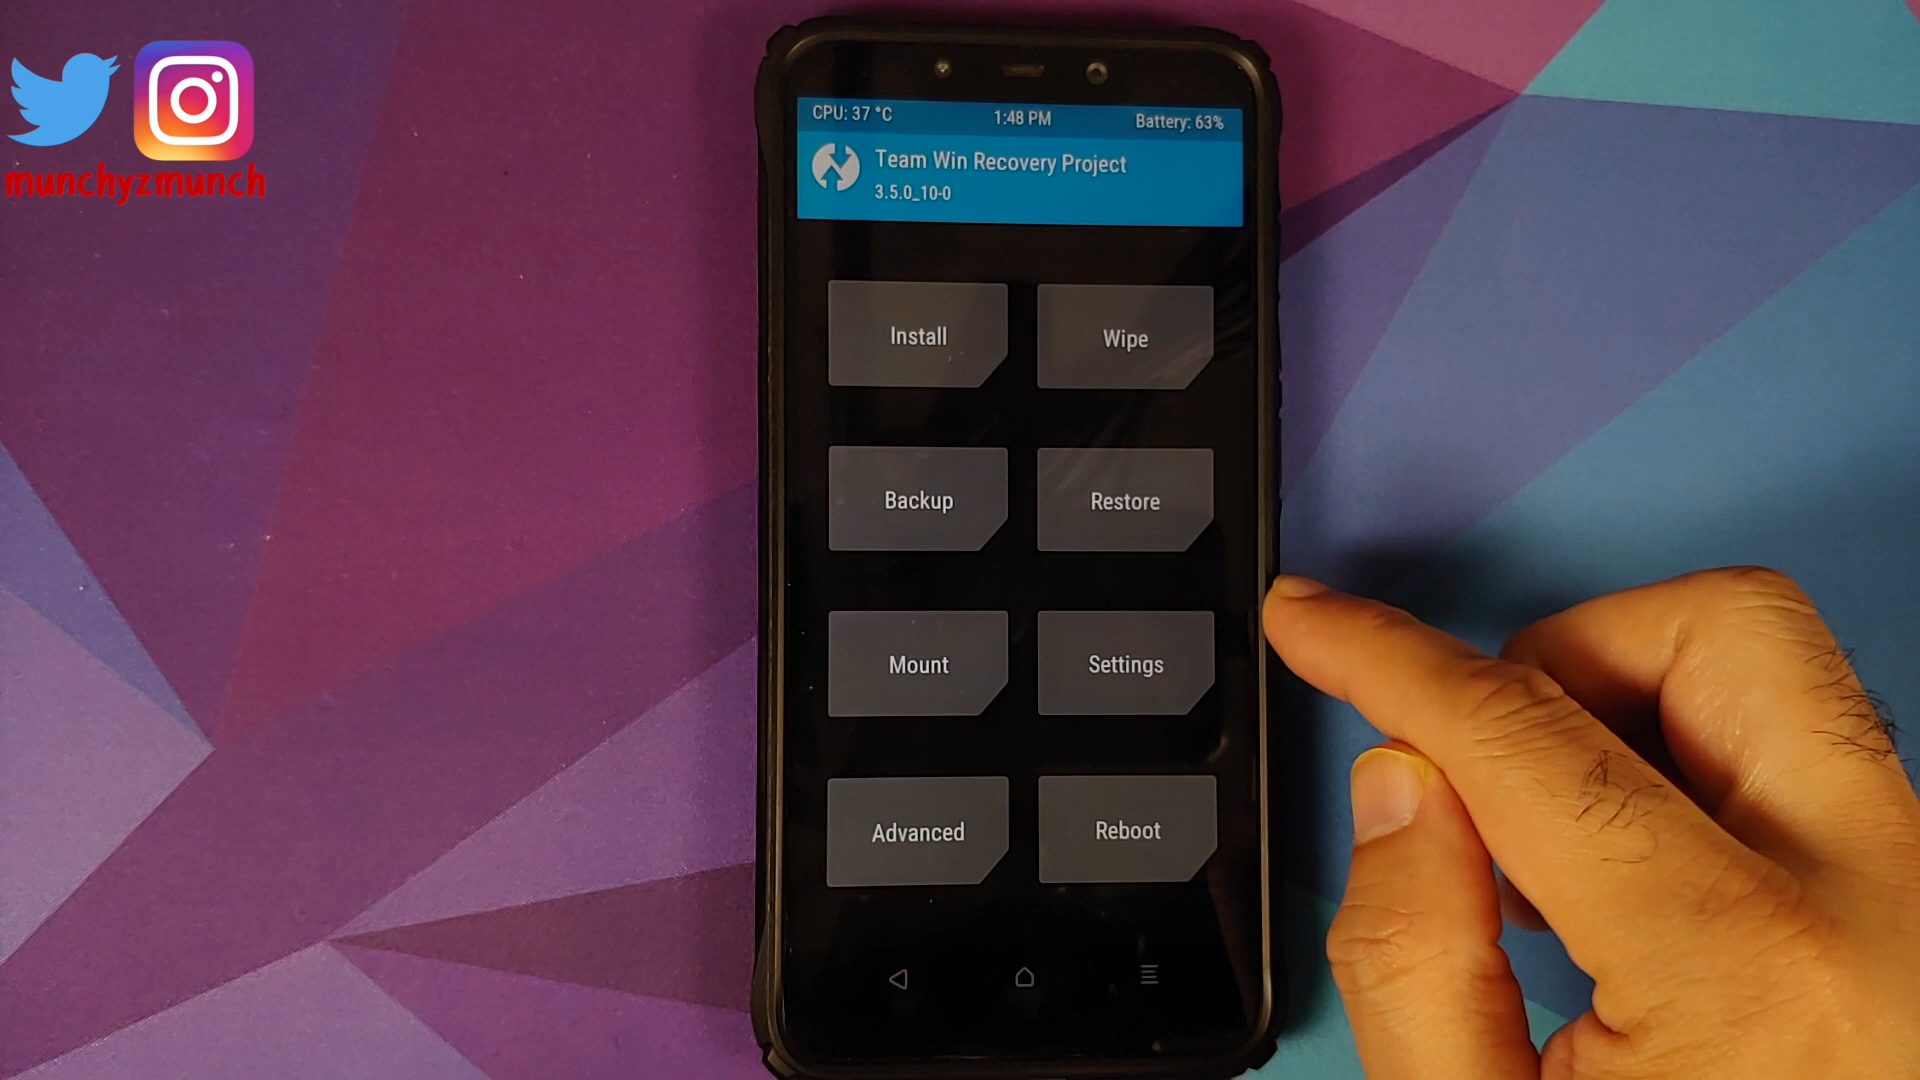 munchyzmunch
CPU: 37 °C 1:48 PM Battery: 63%
Team Win Recovery Project
3.5.0_10-0
Install Wipe
Backup Restore
Mount Settings
Advanced Reboot